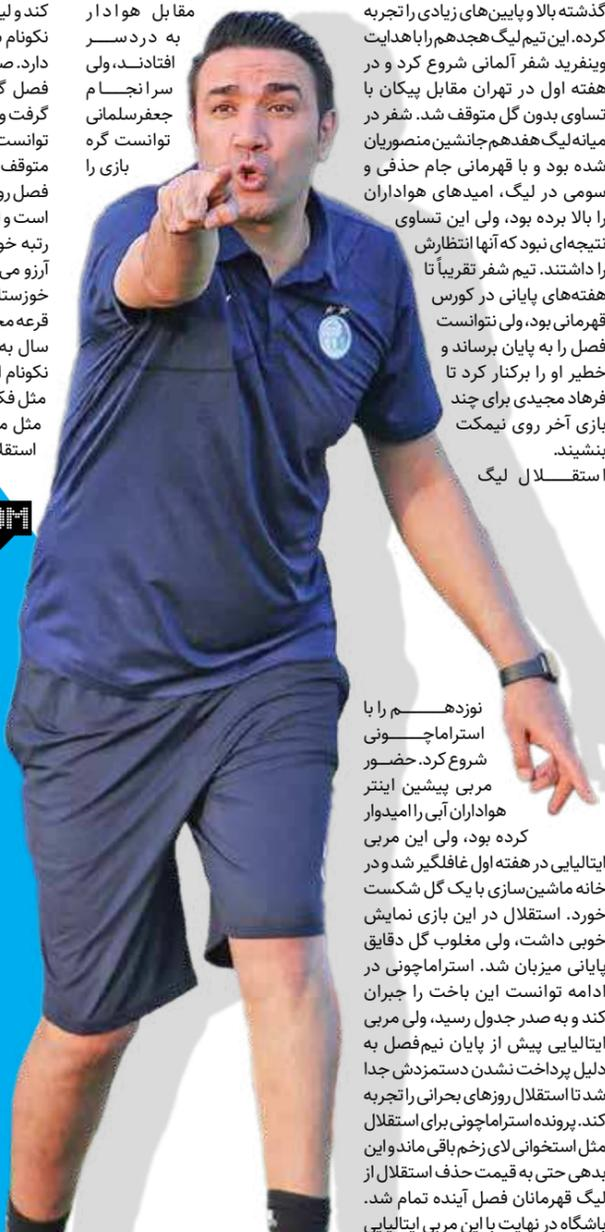 گذشته بالا و پایین‌های زیادی را تجربه
کرده. این تیم لیگ هجدهم را با هدایت
وینفرید شفر آلمانی شروع کرد و در
هفته اول در تهران مقابل پیکان با
تساوی بدون گل متوقف شد. شفر در
میانه لیگ هفدهم جانشین منصوریان
شده بود و با قهرمانی جام حذفی و
سومی در لیگ، امیدهای هواداران
را بالا برده بود، ولی این تساوی
نتیجه‌ای نبود که آنها انتظارش
را داشتند. تیم شفر تقریباً تا
هفته‌های پایانی در کورس
قهرمانی بود، ولی نتوانست
فصل را به پایان برساند و
خطیر او را برکنار کرد تا
فرهاد مجیدی برای چند
بازی آخر روی نیمکت
بنشیند.
استقلال لیگ
نوزدهم را با
استراماچونی
شروع کرد. حضور
مربی پیشین اینتر
هواداران آبی را امیدوار
کرده بود، ولی این مربی
ایتالیایی در هفته اول غافلگیر شد و در
خانه ماشین‌سازی با یک گل شکست
خورد. استقلال در این بازی نمایش
خوبی داشت، ولی مغلوب گل دقایق
پایانی میزبان شد. استراماچونی در
ادامه توانست این باخت را جبران
کند و به صدر جدول رسید، ولی مربی
ایتالیایی پیش از پایان نیم‌فصل به
دلیل پرداخت نشدن دستمزدش جدا
شد تا استقلال روزهای بحرانی را تجربه
کند. پرونده استراماچونی برای استقلال
مثل استخوانی لای زخم باقی ماند و این
بدهی حتی به قیمت حذف استقلال از
لیگ قهرمانان فصل آینده تمام شد.
باشگاه در نهایت با این مربی ایتالیایی
مقابل هوادار
به دردسر
افتادند، ولی
سرانجام
جعفر سلمانی
توانست گره
بازی را
کند و
نکونام
دارد.
فصل
گرفت و
توانست
متوقف
فصل
است و
رتبه
آرزو
قرعه
سال به
نکونام
مثل
مثل
OM